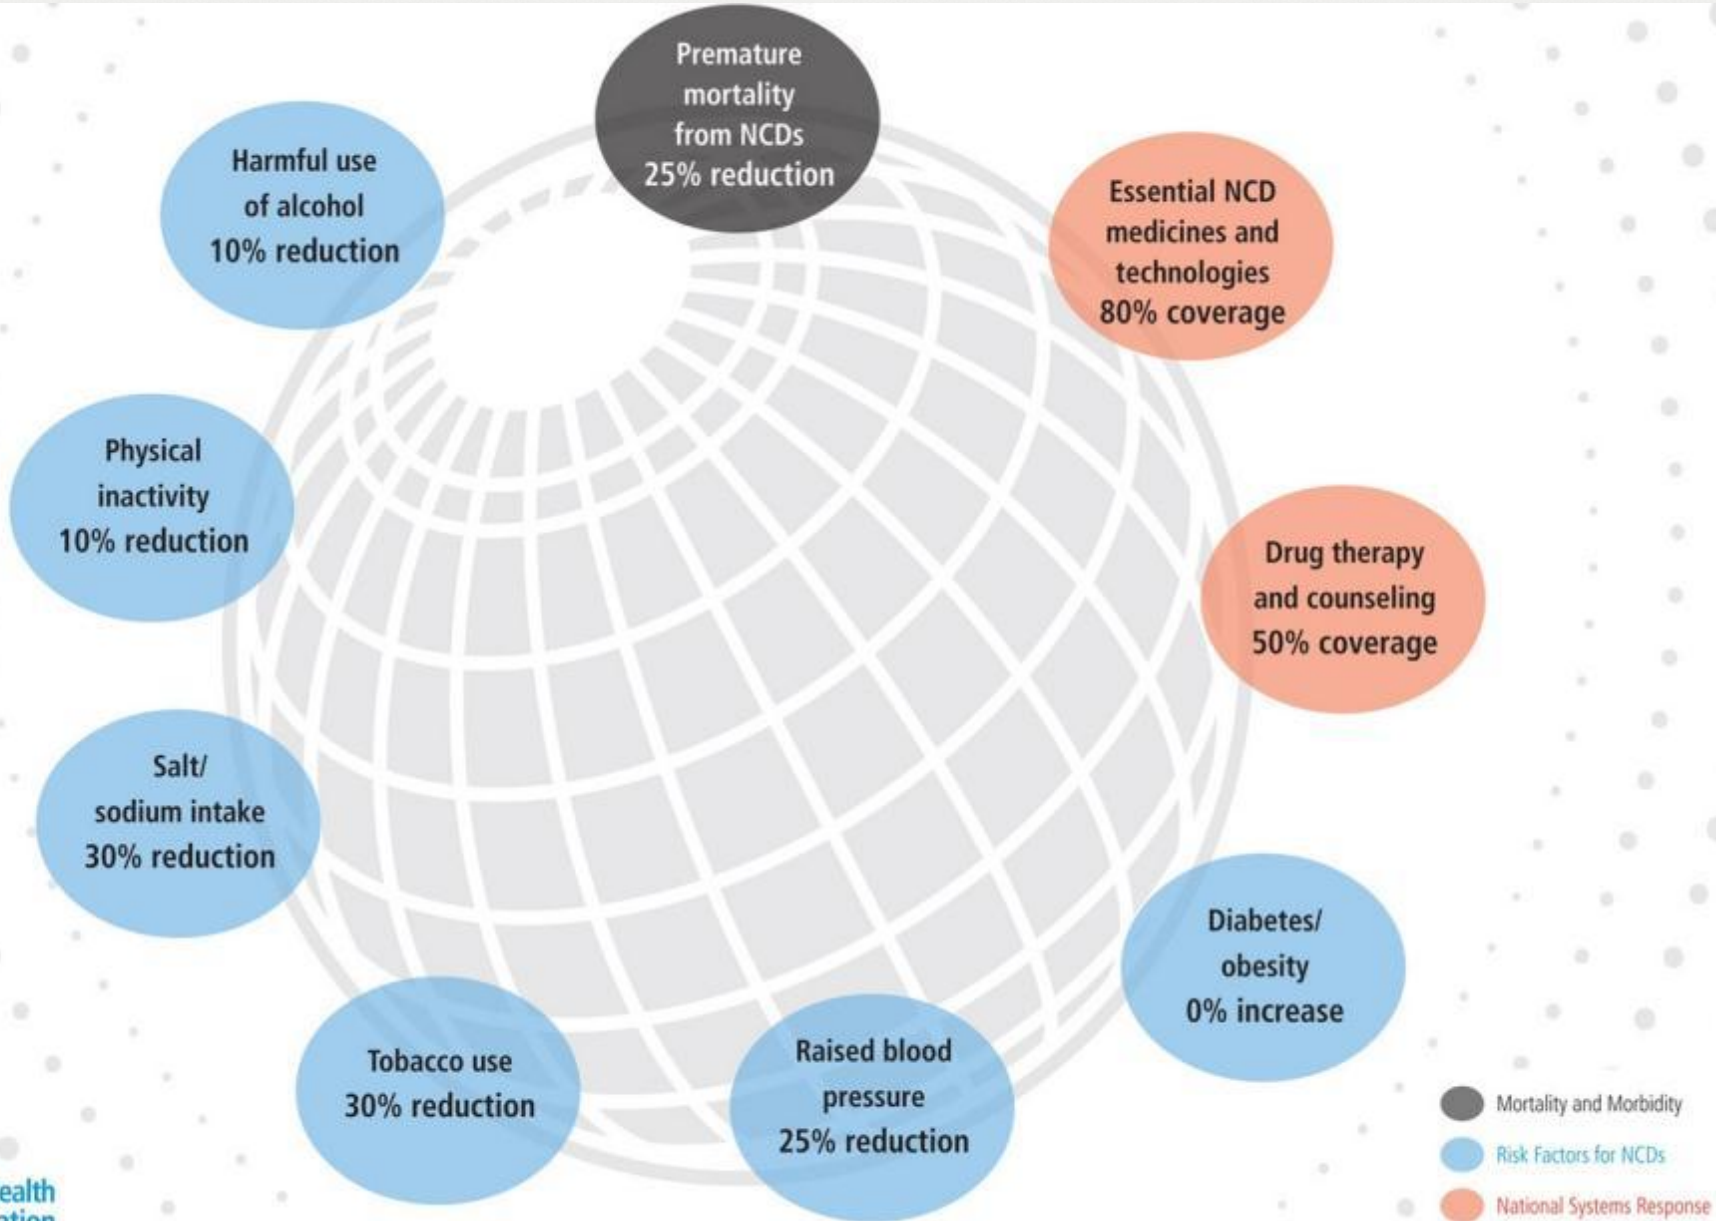 Premature
mortality
from NCDs
25% reduction
Harmful use
of alcohol
10% reduction
Essential NCD
medicines and
technologies
80% coverage
Physical
inactivity
10% reduction
Drug therapy
and counseling
50% coverage
Salt/
sodium intake
30% reduction
Diabetes/
obesity
0% increase
Tobacco use
30% reduction
Raised blood
pressure
25% reduction
Mortality and Morbidity
Risk Factors for NCDs
National Systems Response
ealth